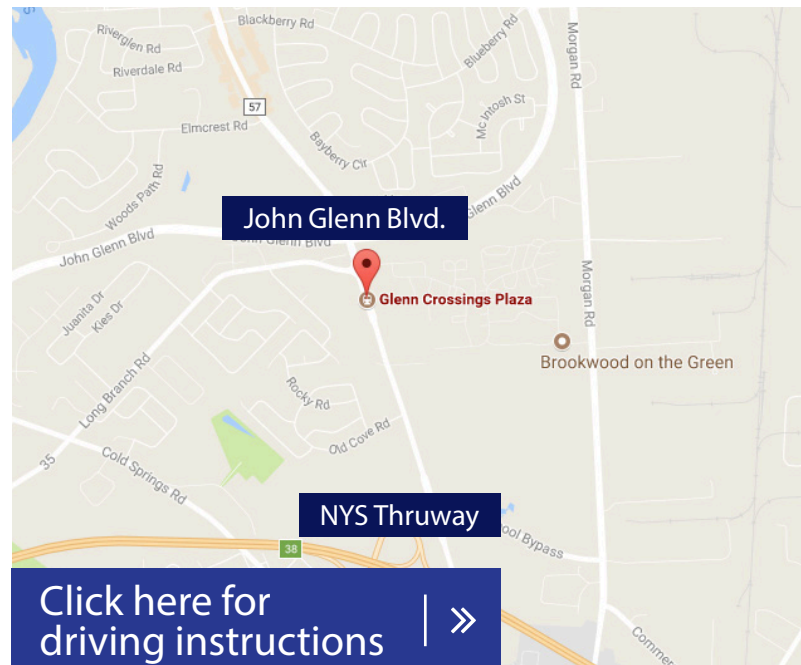 Blackberry Rd
Riverglen Rd
Riverdale Rd
Blueberry Rd
Morgan Rd
57
Elmcrest Rd
Mc Intosh St
Bayberry Cir
Woods Path Rd
Glenn Blvd
John Glenn Blvd.
John Glenn Blvd
John Glenn Blvd
Glenn Crossings Plaza
Morgan Rd
Juanita Dr
Kies Dr
Brookwood on the Green
Long Branch Rd
Rocky Rd
Old Cove Rd
35
Cold Springs Rd
NYS Thruway
ool Bypass
38
Click here for
driving instructions
Commer